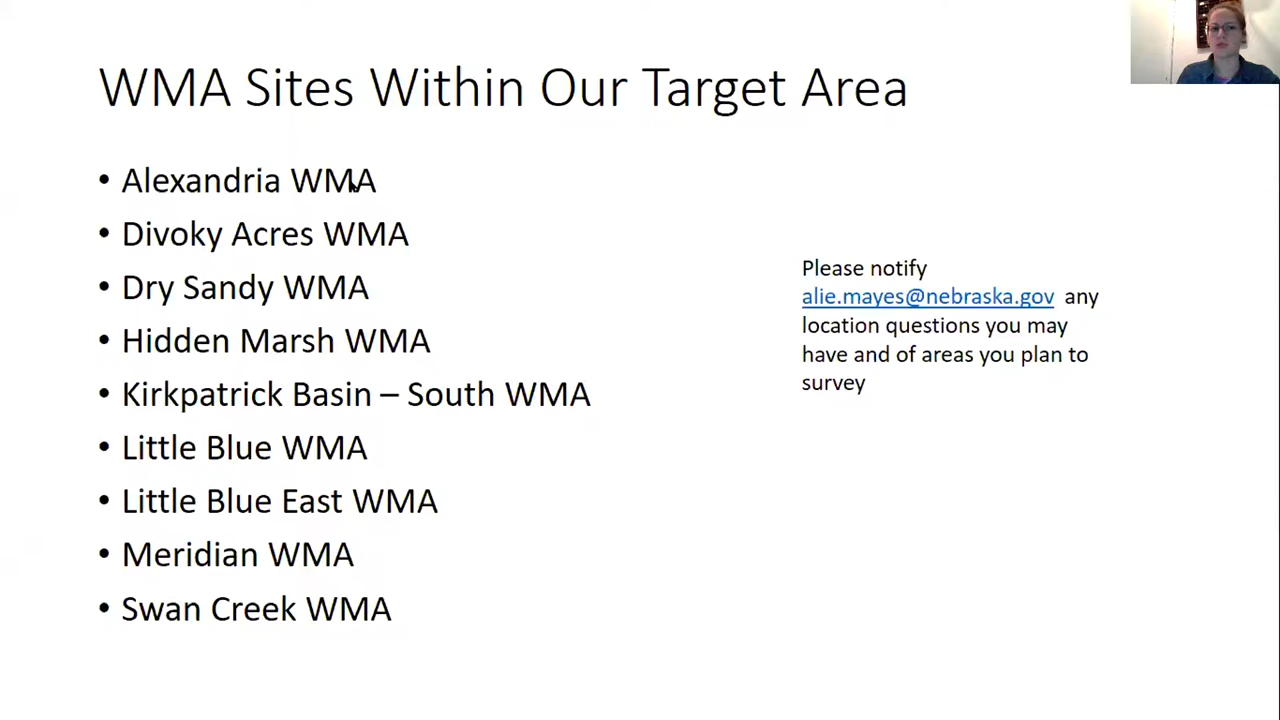 WMA Sites Within Our Target Area
• Alexandria WMA
• Divoky Acres WMA
• Dry Sandy WMA
• Hidden Marsh WMA
• Kirkpatrick Basin – South WMA
• Little Blue WMA
• Little Blue East WMA
• Meridian WMA
• Swan Creek WMA
Please notify
alie.mayes@nebraska.gov any
location questions you may
have and of areas you plan to
survey